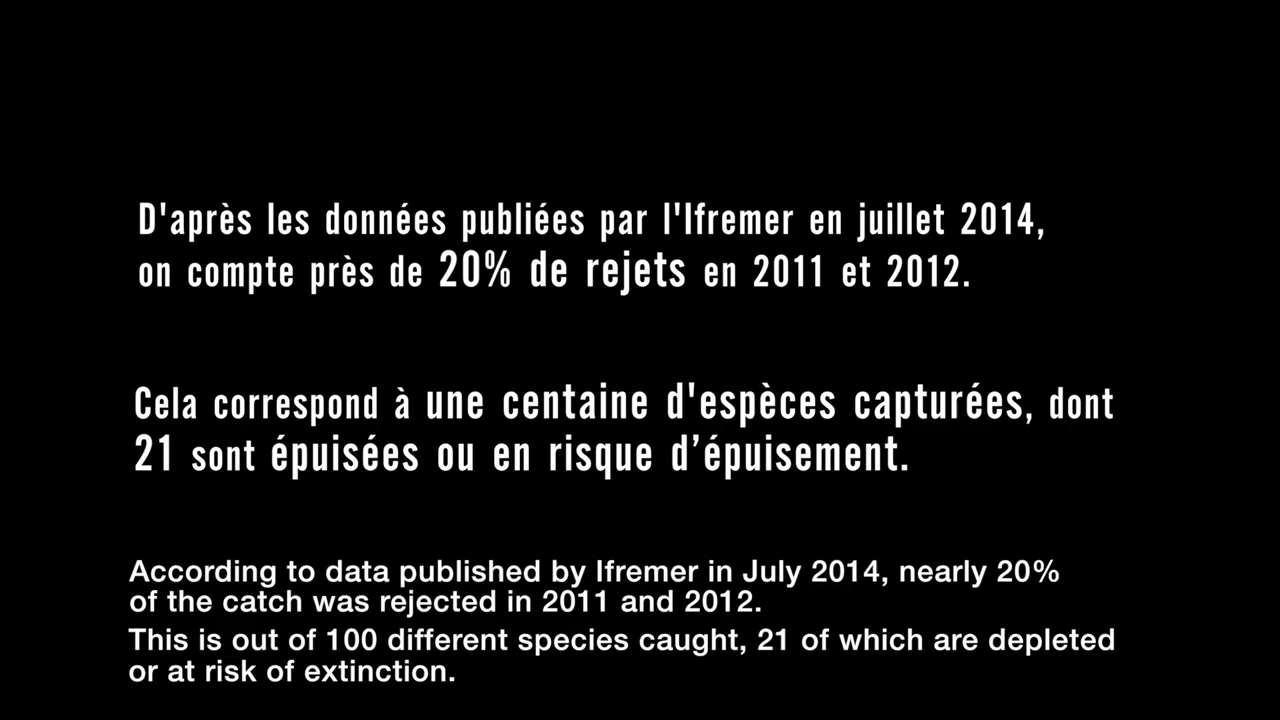 D'après les données publiées par l'Ifremer en juillet 2014,
on compte près de 20% de rejets en 2011 et 2012.
Cela correspond à une centaine d'espèces capturées, dont
21 sont épuisées ou en risque d’épuisement.
According to data published by Ifremer in July 2014, nearly 20%
of the catch was rejected in 2011 and 2012.
This is out of 100 different species caught, 21 of which are depleted
or at risk of extinction.